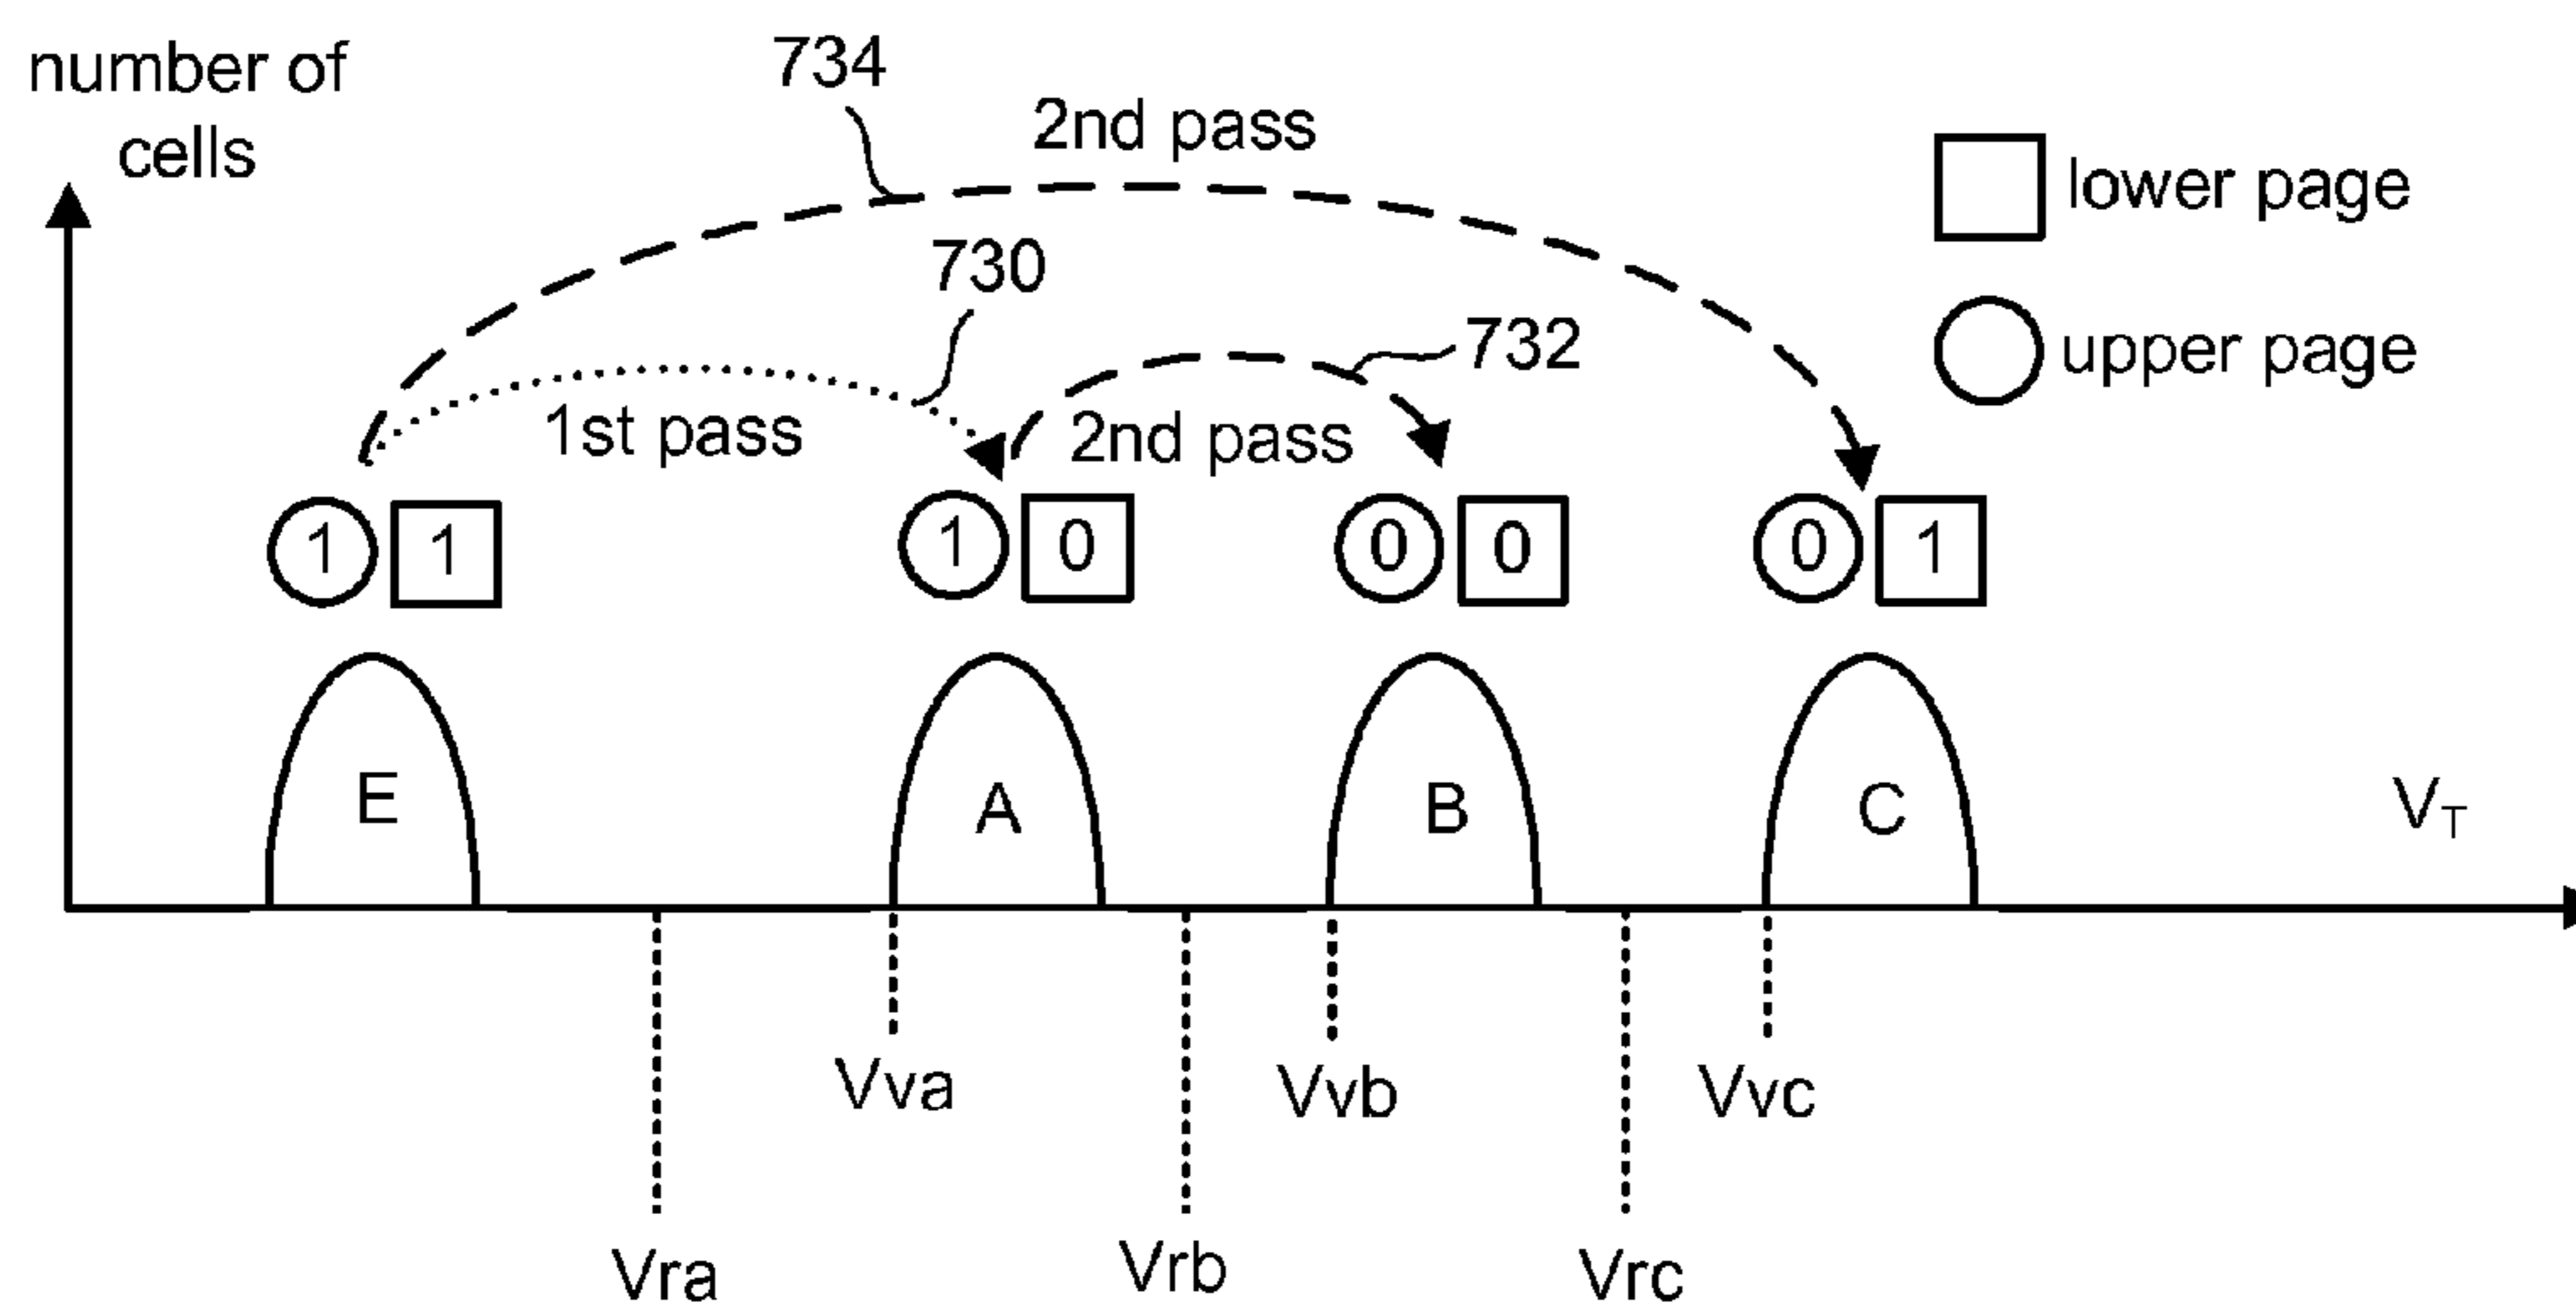 number of
cells
734
2nd pass
lower page
730
732
upper page
1st pass
2nd pass
1 1
1 0
0 0
0 1
E
A
B
C
VT
Vva
Vvb
Vvc
Vra
Vrb
Vrc